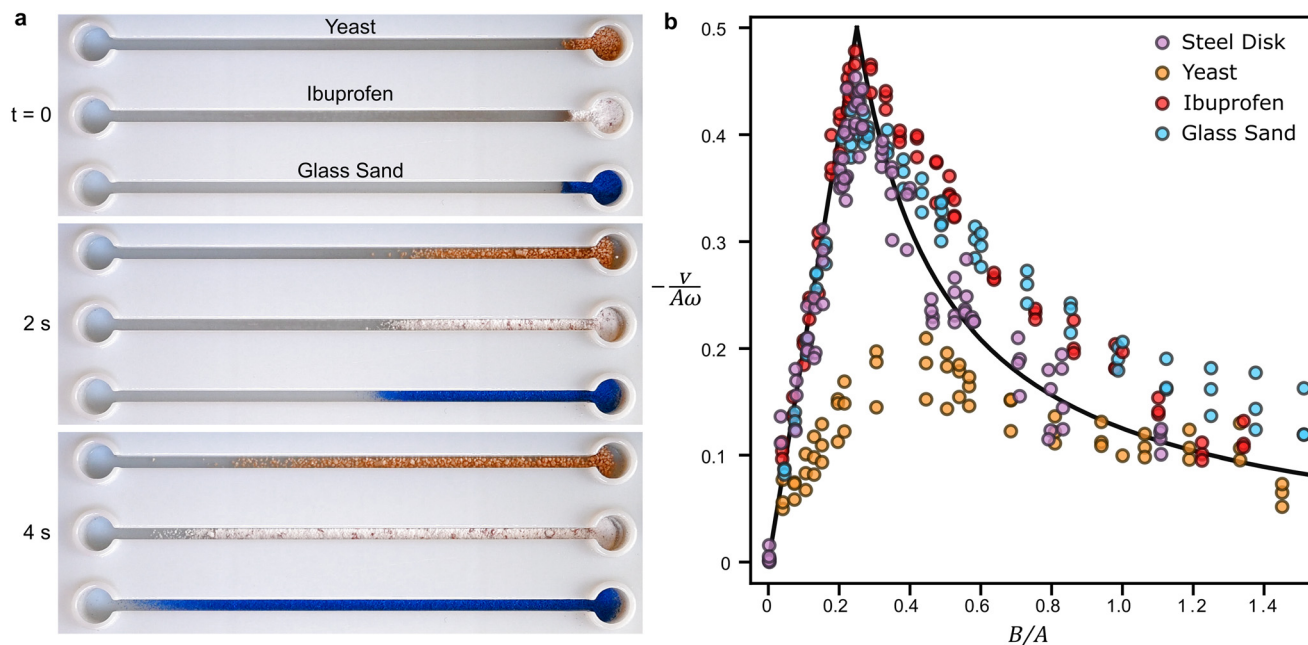 a
t = 0
Yeast
Ibuprofen
Glass Sand
2 s
4 s
b
0.5
0.4
0.3
0.2
0.1
0
−v/Aω
Steel Disk
Yeast
Ibuprofen
Glass Sand
0 0.2 0.4 0.6 0.8 1.0 1.2 1.4
B/A